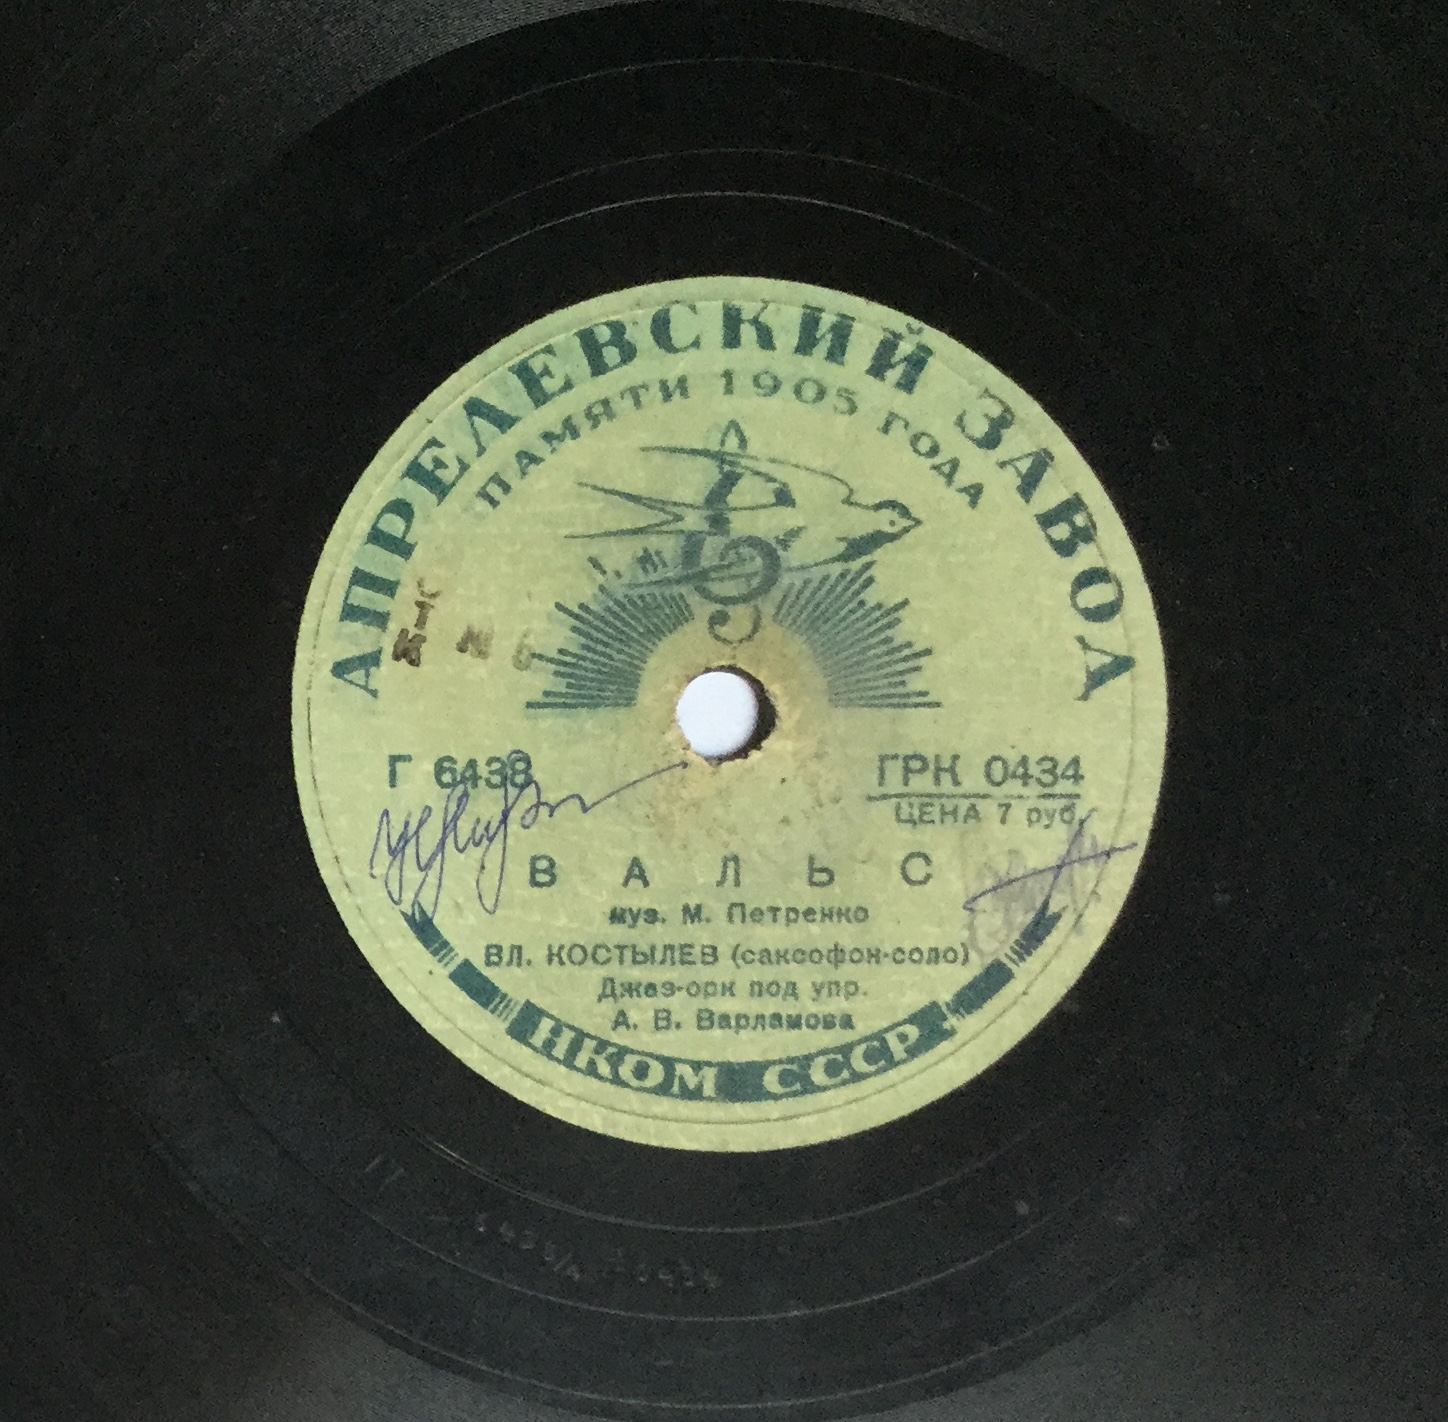 АПРЕЛЕВСКИЙ ЗАВОД
ПАМЯТИ 1905 ГОДА
Г 6438
ГРК 0434
ЦЕНА 7 руб.
ВАЛЬС
муз. М. Петренко
ВЛ. КОСТЫЛЕВ (саксофон-соло)
Джаз-орк под упр.
А. В. Варламова
НКОМ СССР